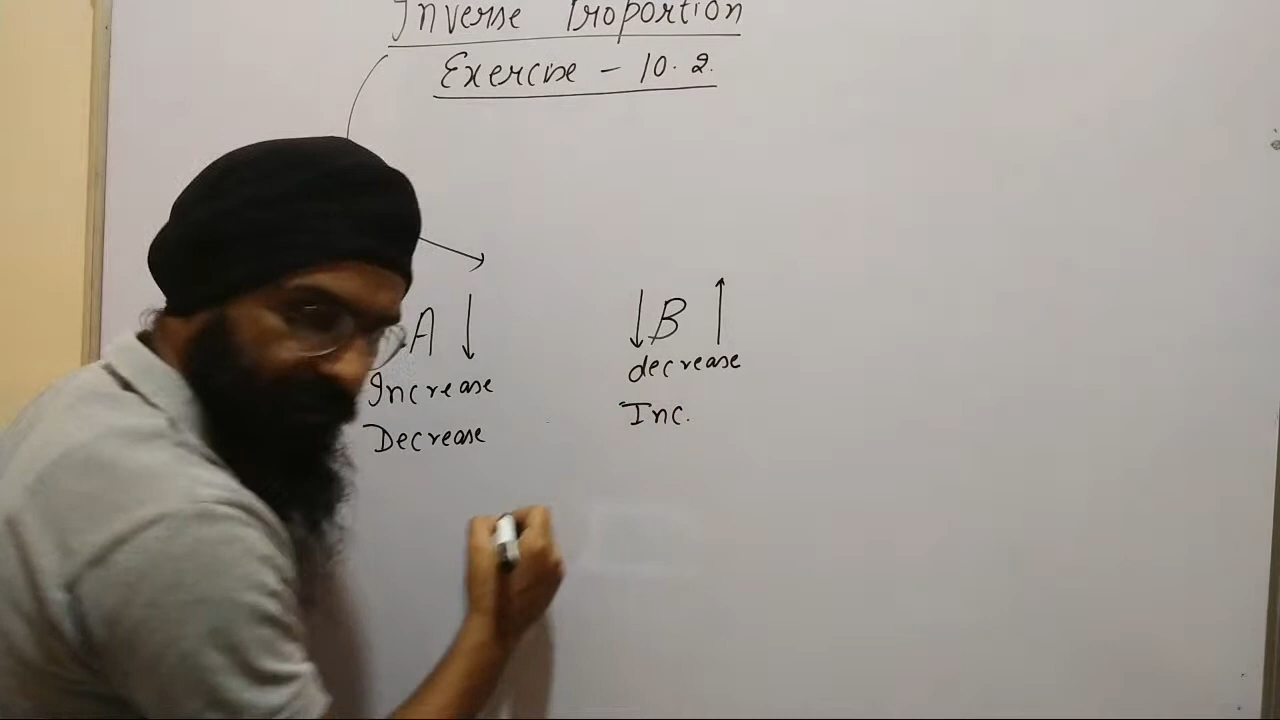 Inverse Proportion
Exercise - 10.2.
A B
Increase decrease
Decrease Inc.